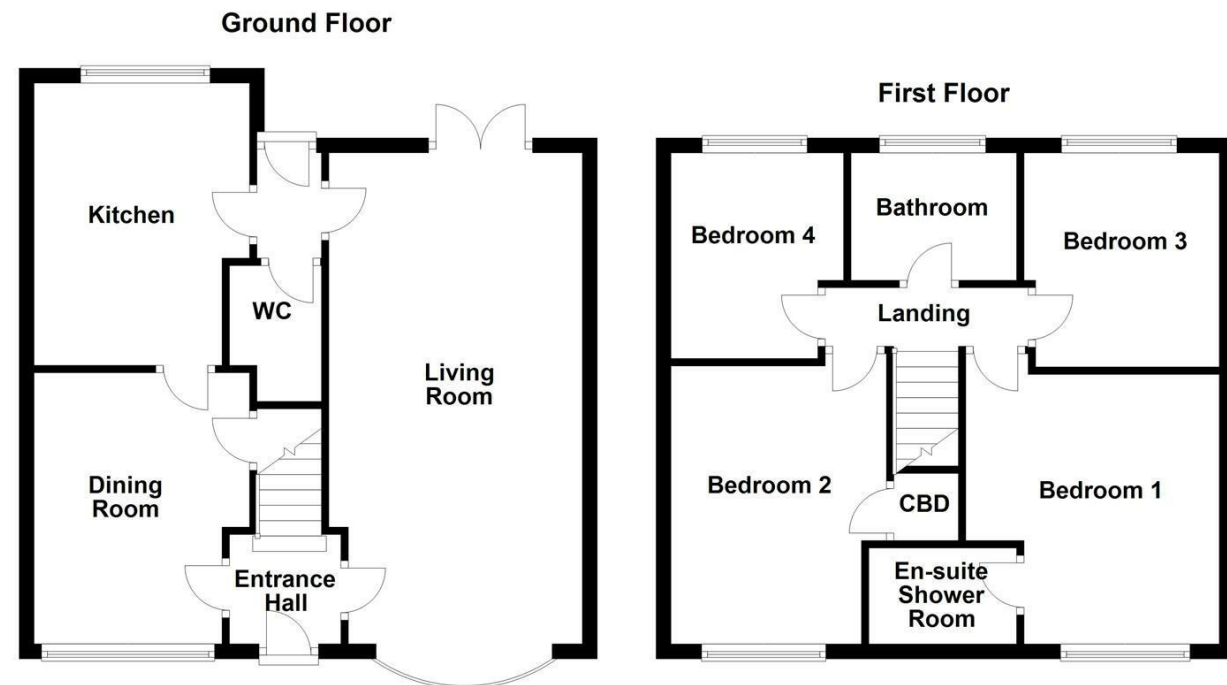 Ground Floor
Kitchen
WC
Living
Room
Dining
Room
Entrance
Hall
First Floor
Bedroom 4
Bathroom
Bedroom 3
Landing
Bedroom 2
CBD
Bedroom 1
En-suite
Shower
Room